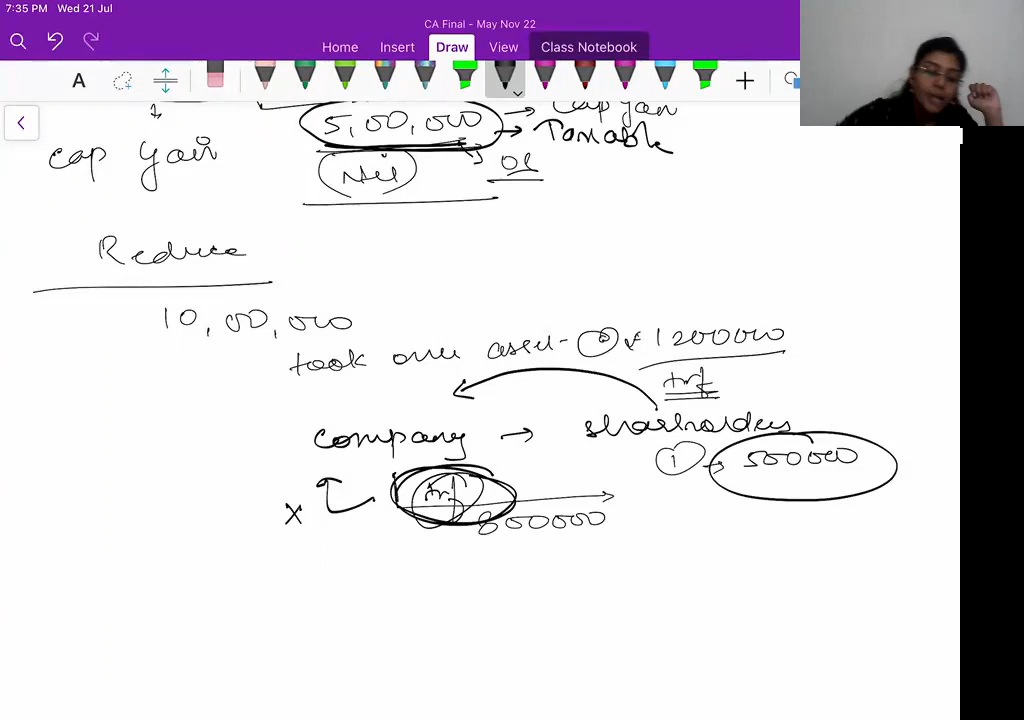 7:35 PM Wed 21 Jul
CA Final - May Nov 22
Home Insert Draw View Class Notebook
A
5,00,000 → Cap gain
→ Taxable
cap gain
Nil
Reduce
10,00,000
took over asset - 1200000
trf
company → shareholders
1 → 500000
X trf
800000